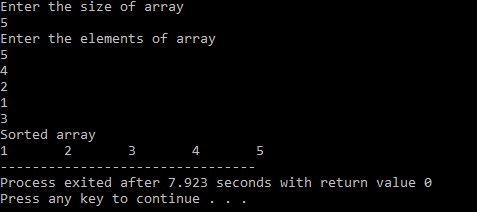 Enter the size of array
5
Enter the elements of array
5
4
2
1
3
Sorted array
1       2       3       4       5
--------------------------------
Process exited after 7.923 seconds with return value 0
Press any key to continue . . .